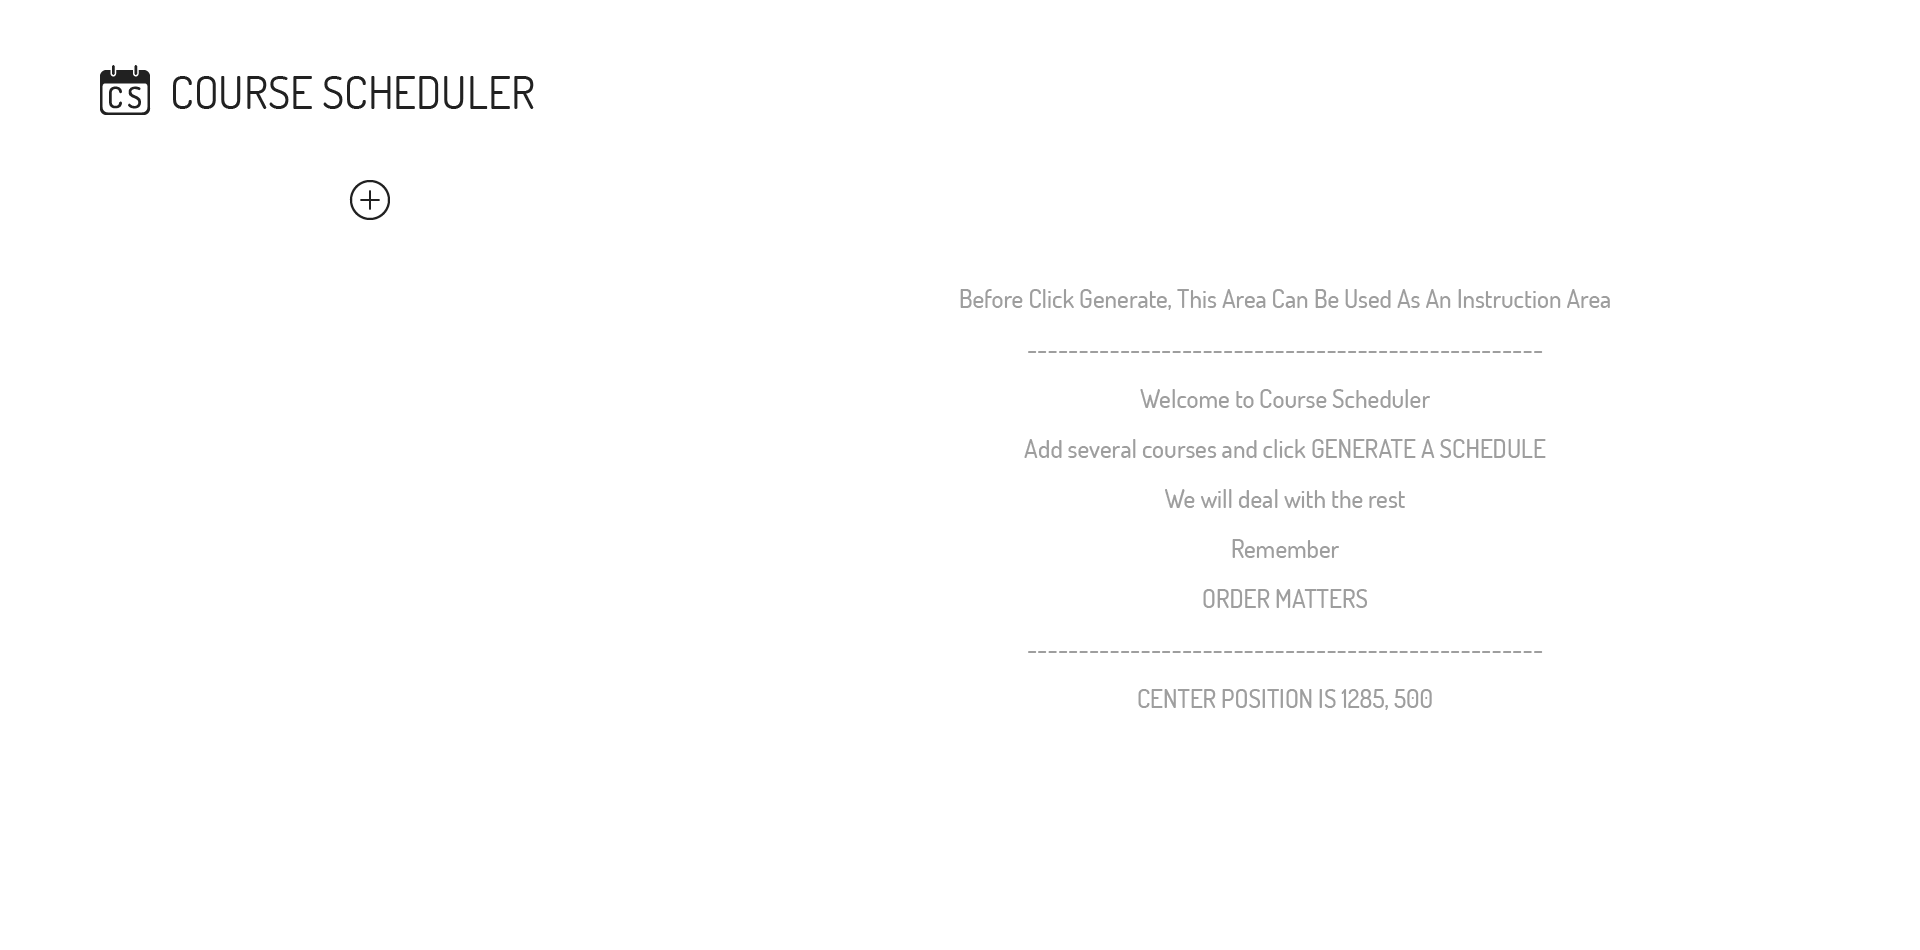 CS
COURSE SCHEDULER
Before Click Generate, This Area Can Be Used As An Instruction Area
--------------------------------------------------
Welcome to Course Scheduler
Add several courses and click GENERATE A SCHEDULE
We will deal with the rest
Remember
ORDER MATTERS
--------------------------------------------------
CENTER POSITION IS 1285, 500